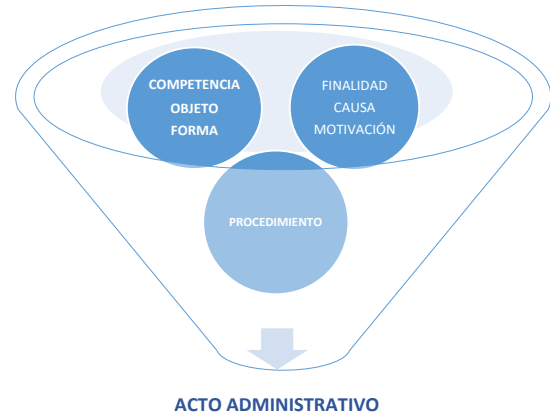 COMPETENCIA
OBJETO
FORMA
FINALIDAD
CAUSA
MOTIVACIÓN
PROCEDIMIENTO
ACTO ADMINISTRATIVO